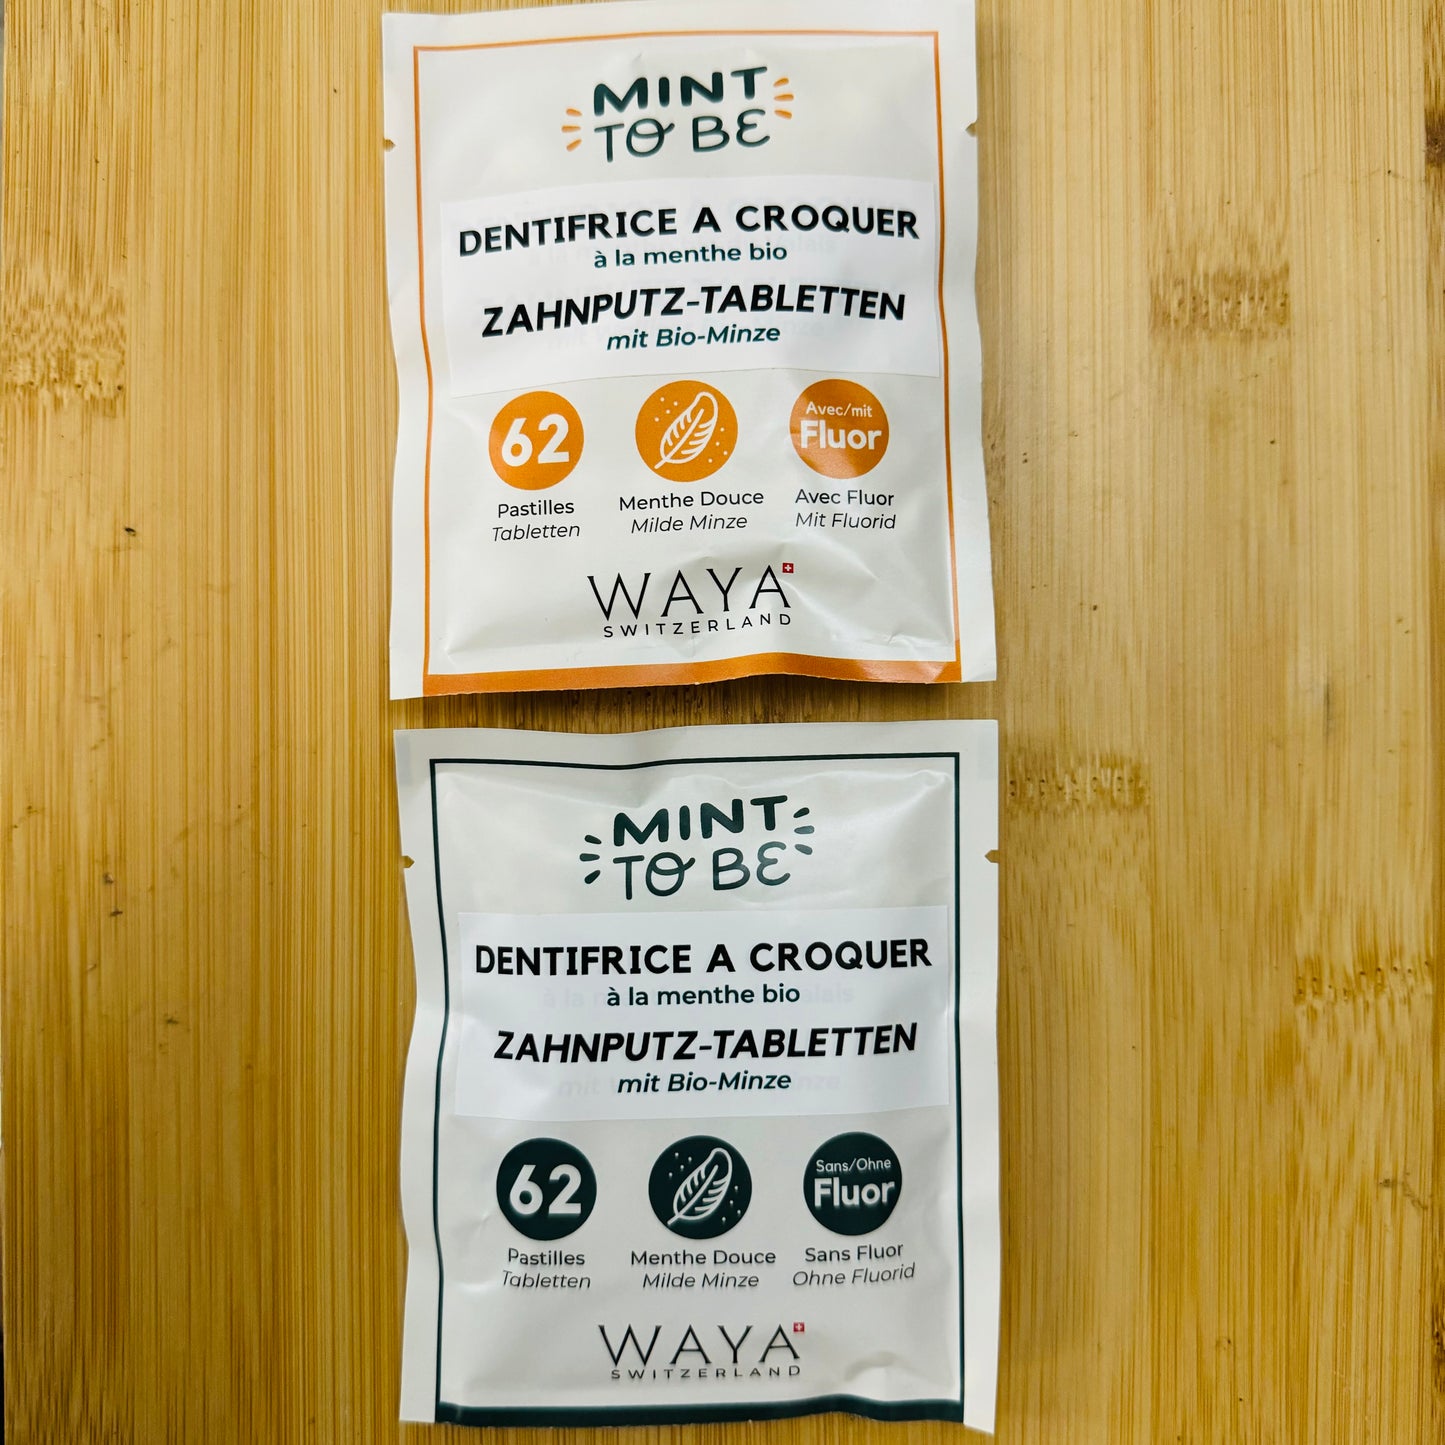 MINT
TO BE
DENTIFRICE A CROQUER
à la menthe bio
ZAHNPUTZ-TABLETTEN
mit Bio-Minze
62
Pastilles
Tabletten
Menthe Douce
Milde Minze
Avec/mit
Fluor
Avec Fluor
Mit Fluorid
WAYA
SWITZERLAND
MINT
TO BE
DENTIFRICE A CROQUER
à la menthe bio
ZAHNPUTZ-TABLETTEN
mit Bio-Minze
62
Pastilles
Tabletten
Menthe Douce
Milde Minze
Sans/Ohne
Fluor
Sans Fluor
Ohne Fluorid
WAYA
SWITZERLAND